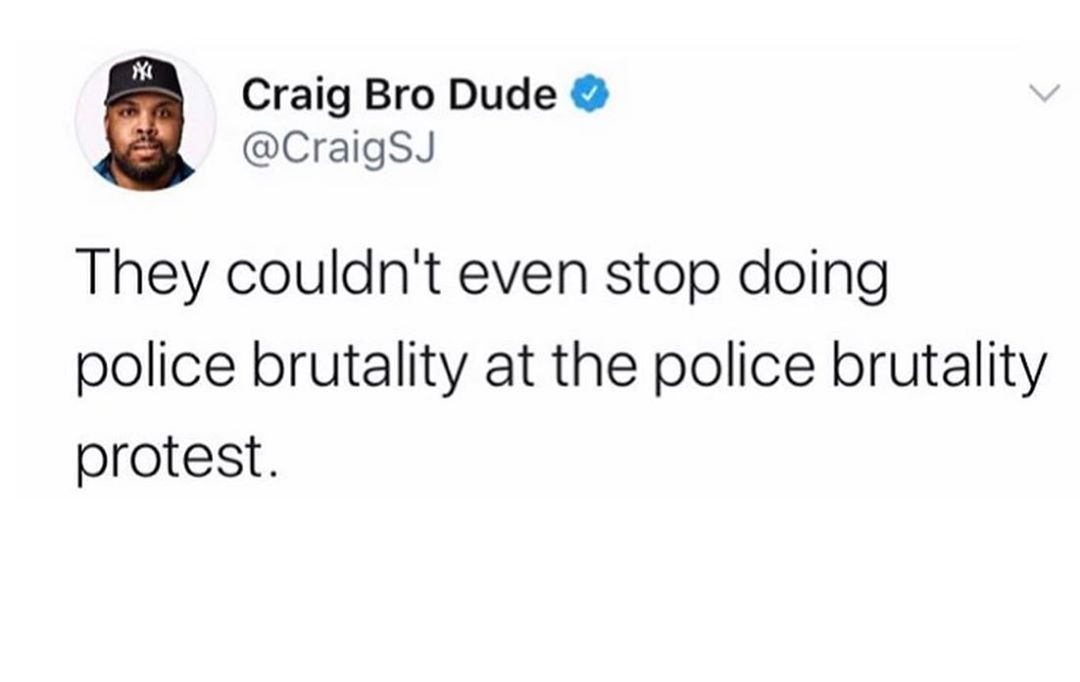 Craig Bro Dude
@CraigSJ
They couldn't even stop doing
police brutality at the police brutality
protest.